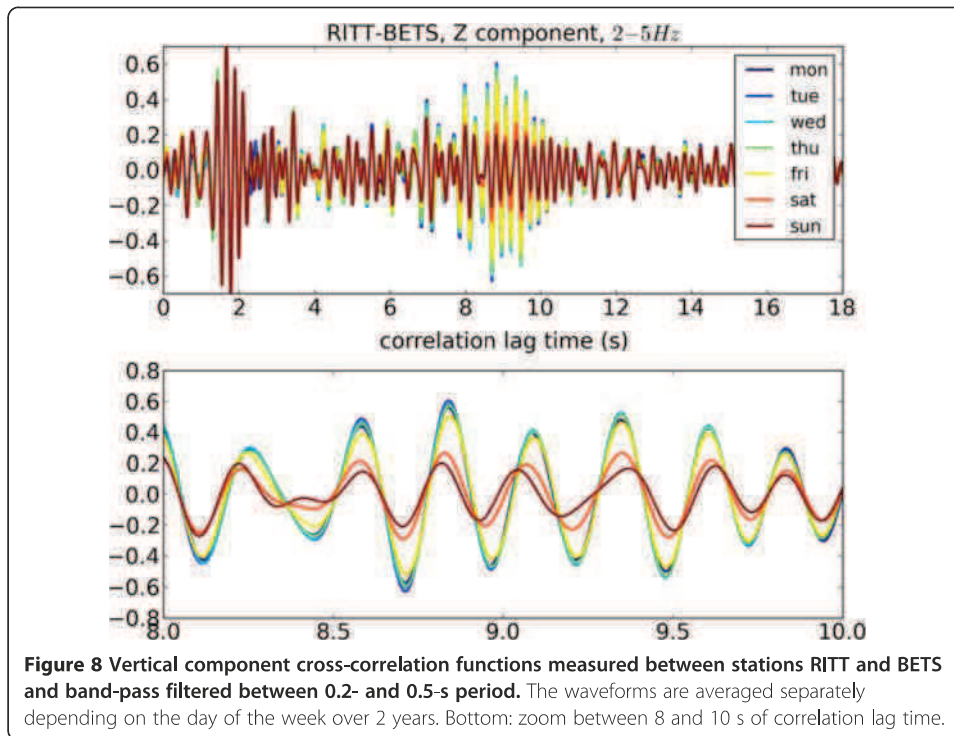 RITT-BETS, Z component, 2−5Hz
0.6
0.4
0.2
0.0
−0.2
−0.4
−0.6
mon
tue
wed
thu
fri
sat
sun
0 2 4 6 8 10 12 14 16 18
correlation lag time (s)
0.8
0.6
0.4
0.2
0.0
−0.2
−0.4
−0.6
−0.8
8.0 8.5 9.0 9.5 10.0
Figure 8 Vertical component cross-correlation functions measured between stations RITT and BETS
and band-pass filtered between 0.2- and 0.5-s period. The waveforms are averaged separately
depending on the day of the week over 2 years. Bottom: zoom between 8 and 10 s of correlation lag time.